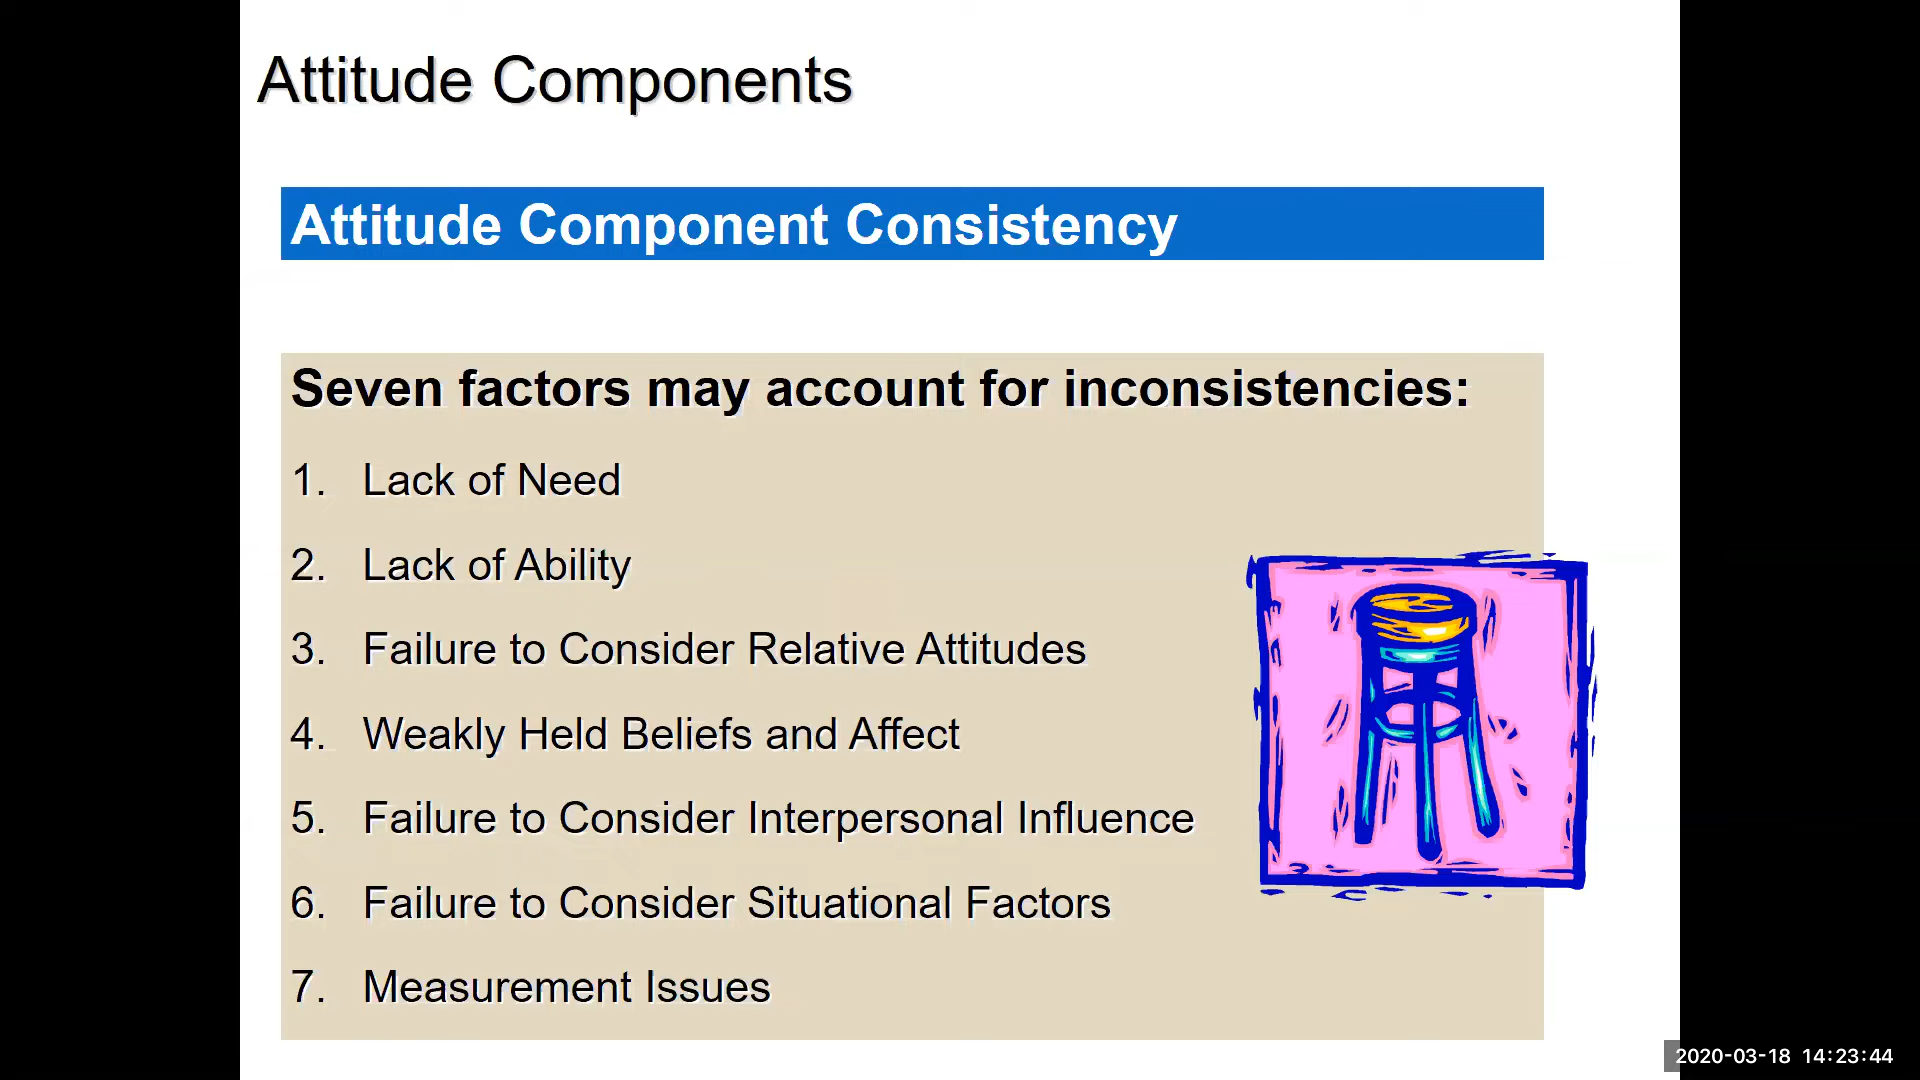 Attitude Components
Attitude Component Consistency
Seven factors may account for inconsistencies:
1. Lack of Need
2. Lack of Ability
3. Failure to Consider Relative Attitudes
4. Weakly Held Beliefs and Affect
5. Failure to Consider Interpersonal Influence
6. Failure to Consider Situational Factors
7. Measurement Issues
2020-03-18 14:23:44